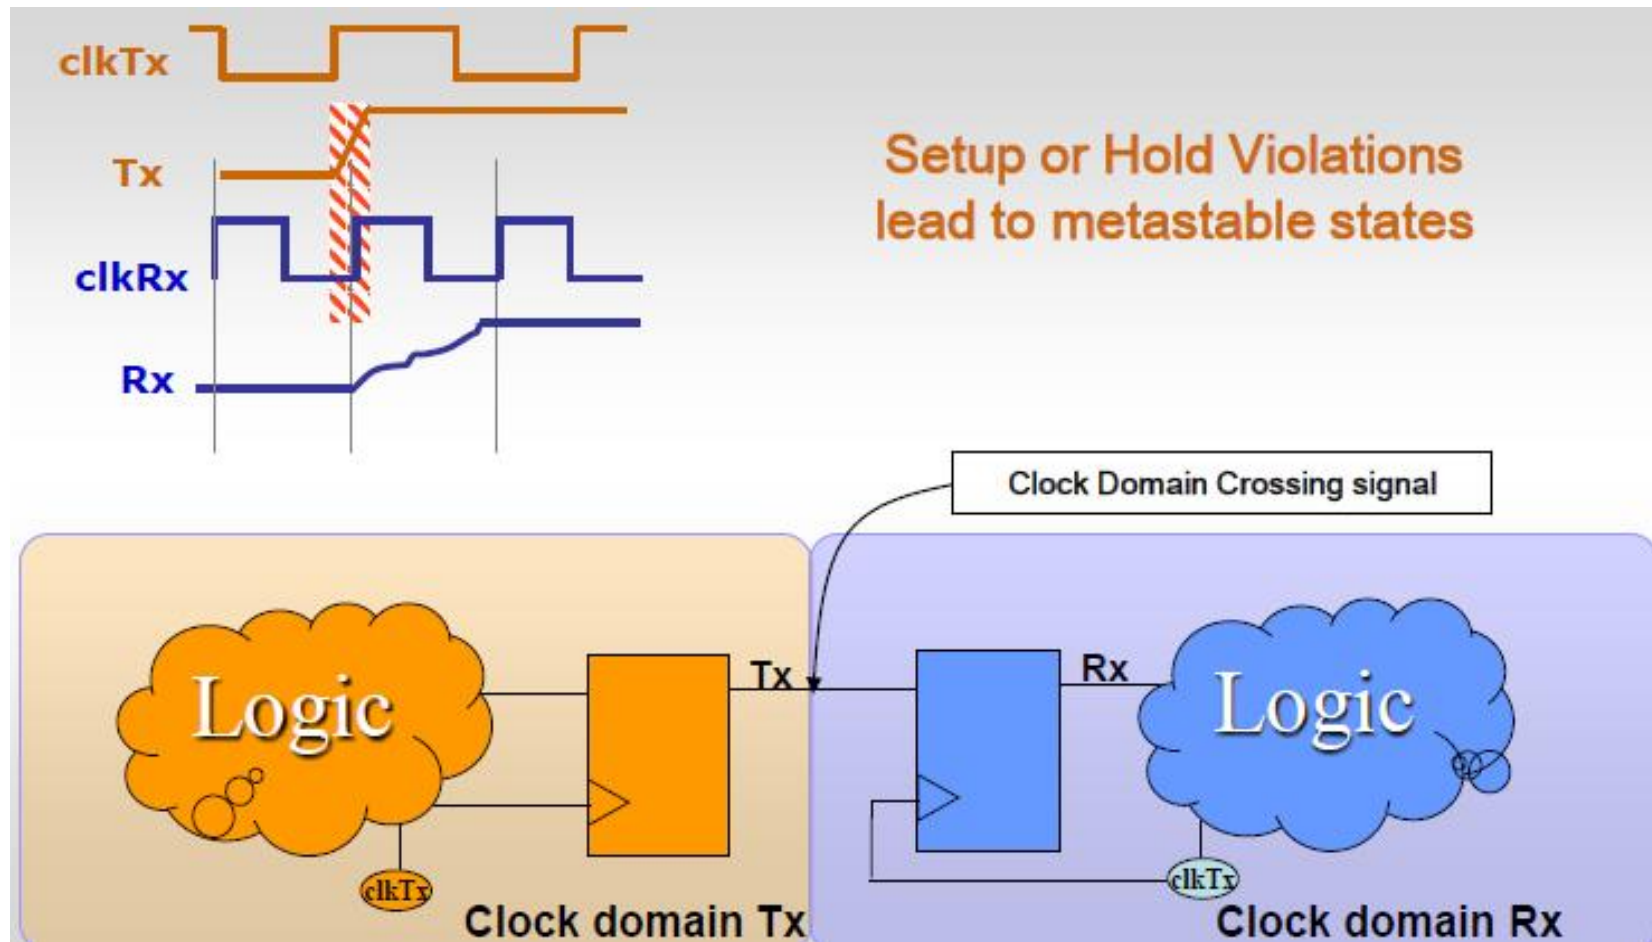 clkTx
Tx
clkRx
Rx
Setup or Hold Violations
lead to metastable states
Clock Domain Crossing signal
Logic
Tx
Rx
Logic
clkTx
clkTx
Clock domain Tx
Clock domain Rx